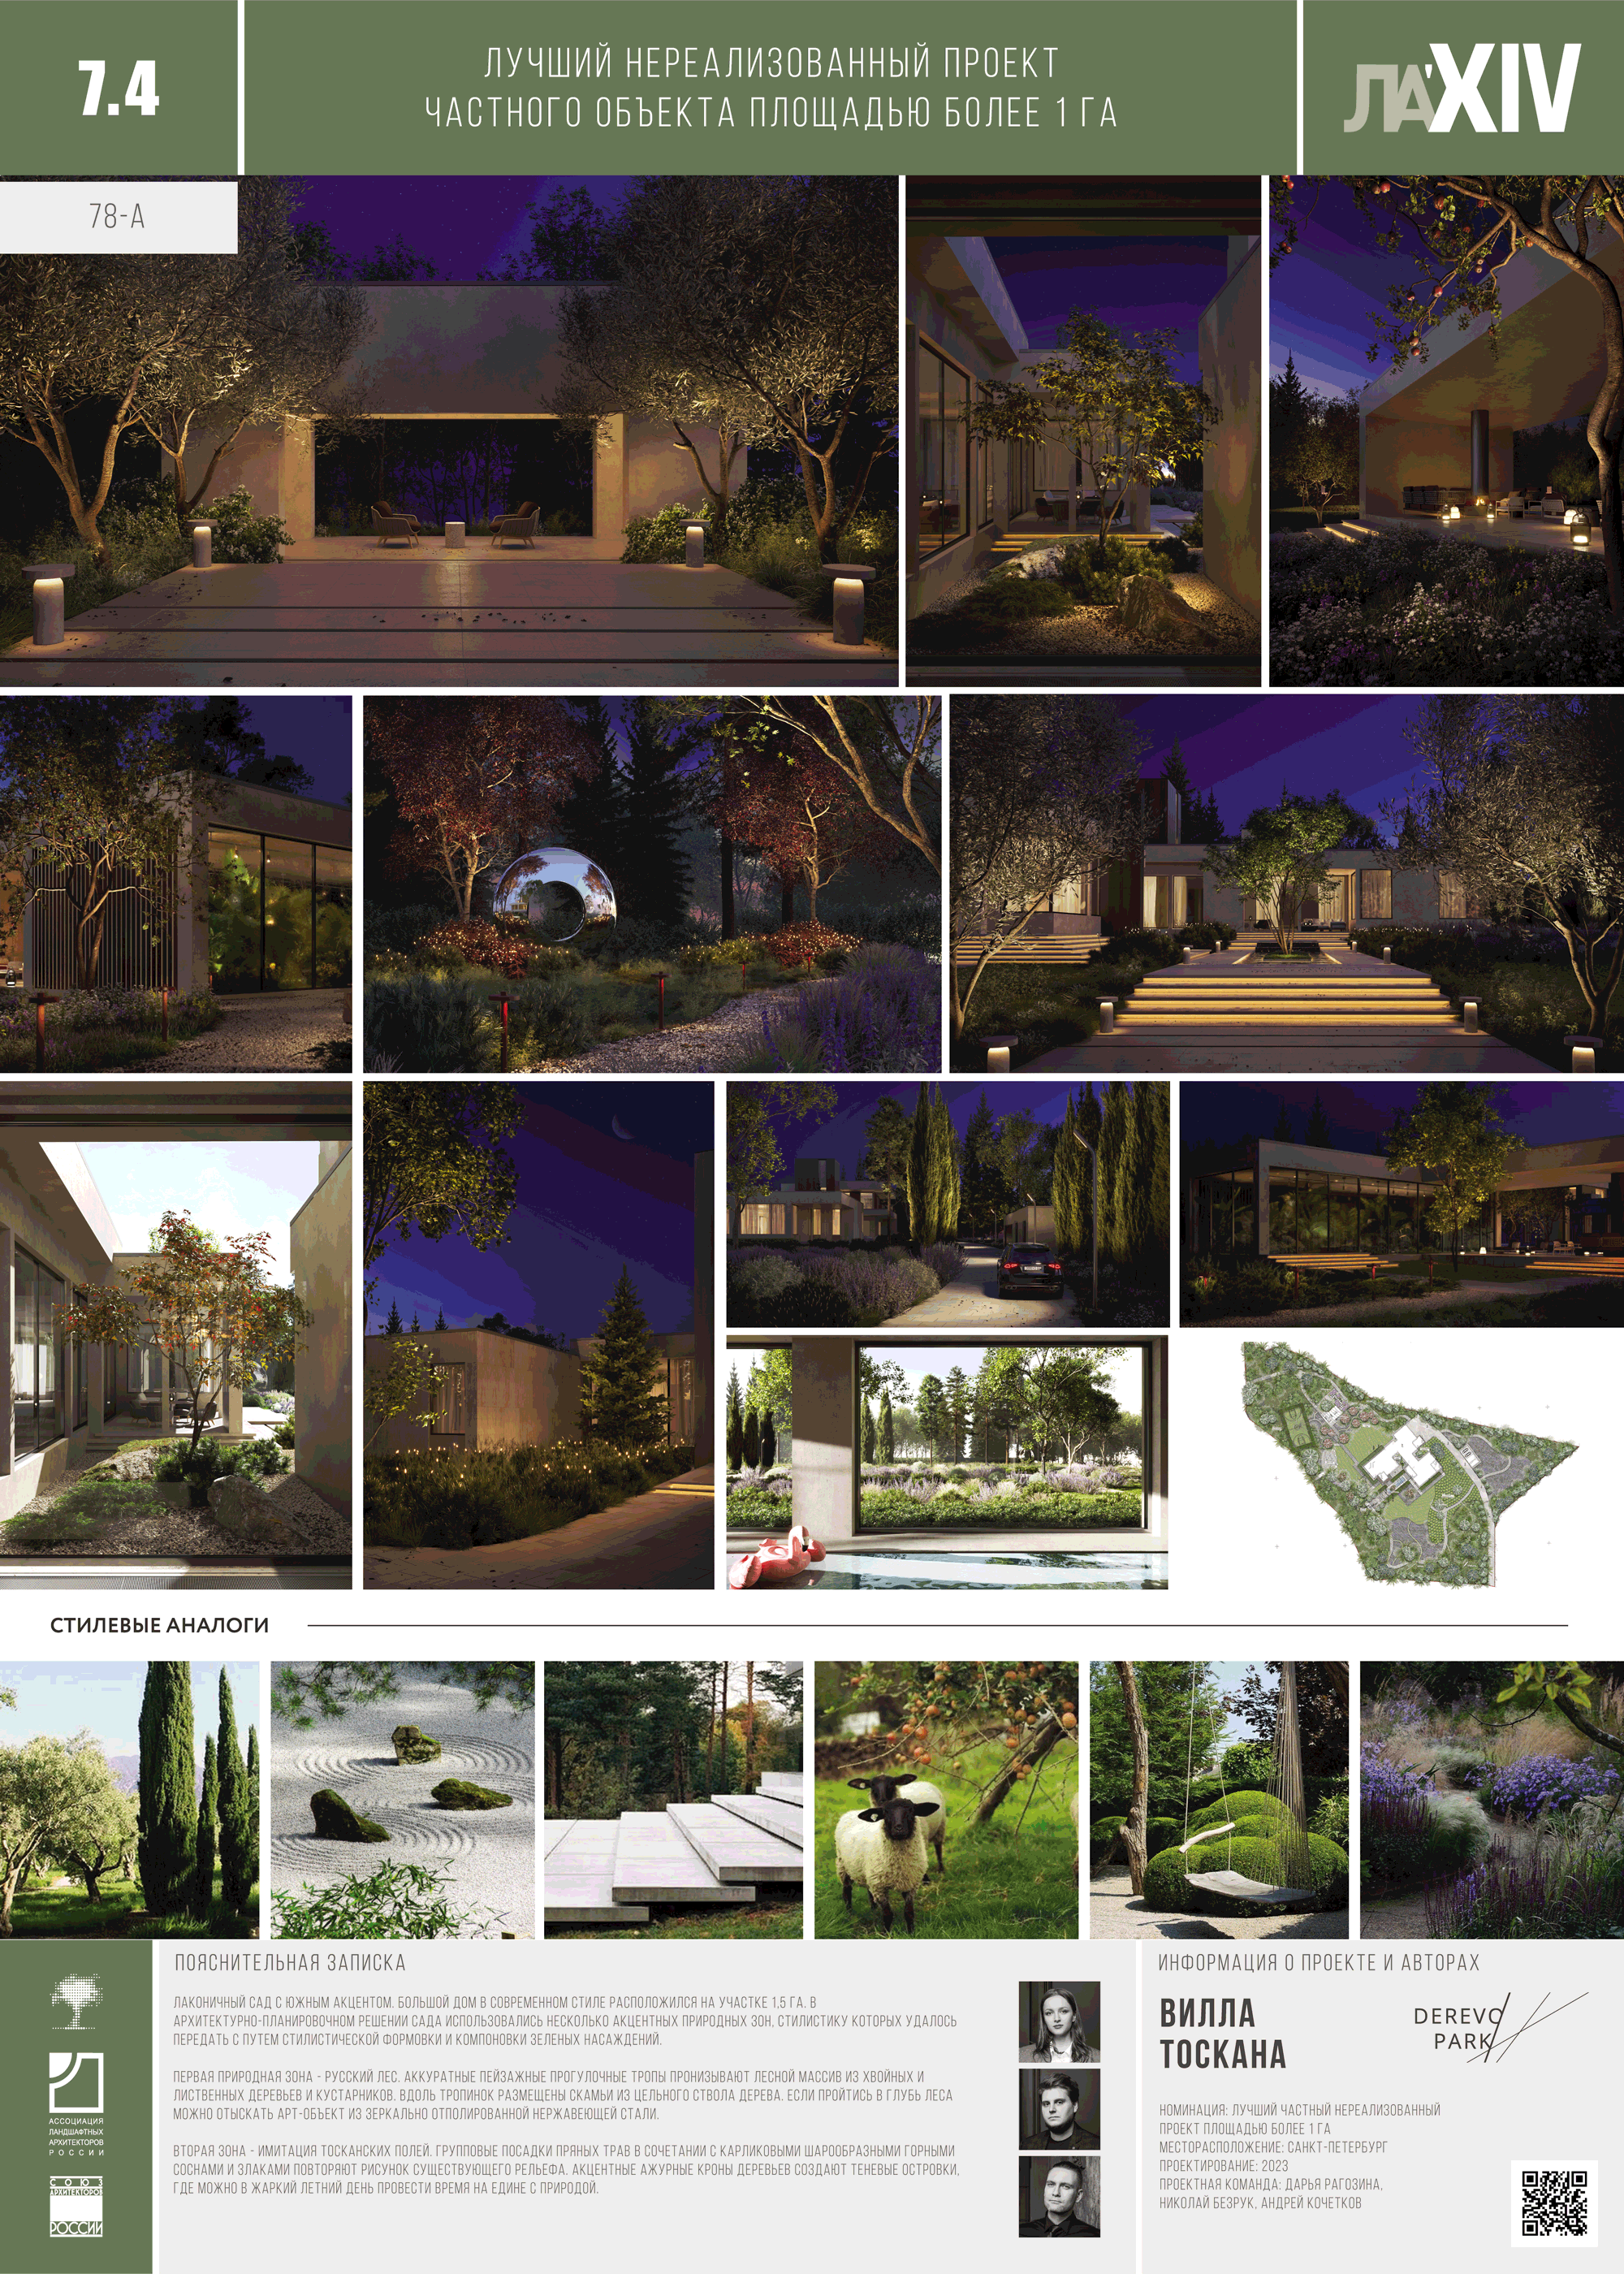 7.4
ЛУЧШИЙ НЕРЕАЛИЗОВАННЫЙ ПРОЕКТ
ЧАСТНОГО ОБЪЕКТА ПЛОЩАДЬЮ БОЛЕЕ 1 ГА
ЛА'XIV
78-А
СТИЛЕВЫЕ АНАЛОГИ
ПОЯСНИТЕЛЬНАЯ ЗАПИСКА
ЛАКОНИЧНЫЙ САД С ЮЖНЫМ АКЦЕНТОМ. БОЛЬШОЙ ДОМ В СОВРЕМЕННОМ СТИЛЕ РАСПОЛОЖИЛСЯ НА УЧАСТКЕ 1,5 ГА. В
АРХИТЕКТУРНО-ПЛАНИРОВОЧНОМ РЕШЕНИИ САДА ИСПОЛЬЗОВАЛИСЬ НЕСКОЛЬКО АКЦЕНТНЫХ ПРИРОДНЫХ ЗОН, СТИЛИСТИКУ КОТОРЫХ УДАЛОСЬ
ПЕРЕДАТЬ С ПУТЕМ СТИЛИСТИЧЕСКОЙ ФОРМОВКИ И КОМПОНОВКИ ЗЕЛЕНЫХ НАСАЖДЕНИЙ.
ПЕРВАЯ ПРИРОДНАЯ ЗОНА - РУССКИЙ ЛЕС. АККУРАТНЫЕ ПЕЙЗАЖНЫЕ ПРОГУЛОЧНЫЕ ТРОПЫ ПРОНИЗЫВАЮТ ЛЕСНОЙ МАССИВ ИЗ ХВОЙНЫХ И
ЛИСТВЕННЫХ ДЕРЕВЬЕВ И КУСТАРНИКОВ. ВДОЛЬ ТРОПИНОК РАЗМЕЩЕНЫ СКАМЬИ ИЗ ЦЕЛЬНОГО СТВОЛА ДЕРЕВА. ЕСЛИ ПРОЙТИСЬ В ГЛУБЬ ЛЕСА
МОЖНО ОТЫСКАТЬ АРТ-ОБЪЕКТ ИЗ ЗЕРКАЛЬНО ОТПОЛИРОВАННОЙ НЕРЖАВЕЮЩЕЙ СТАЛИ.
ВТОРАЯ ЗОНА - ИМИТАЦИЯ ТОСКАНСКИХ ПОЛЕЙ. ГРУППОВЫЕ ПОСАДКИ ПРЯНЫХ ТРАВ В СОЧЕТАНИИ С КАРЛИКОВЫМИ ШАРООБРАЗНЫМИ ГОРНЫМИ
СОСНАМИ И ЗЛАКАМИ ПОВТОРЯЮТ РИСУНОК СУЩЕСТВУЮЩЕГО РЕЛЬЕФА. АКЦЕНТНЫЕ АЖУРНЫЕ КРОНЫ ДЕРЕВЬЕВ СОЗДАЮТ ТЕНЕВЫЕ ОСТРОВКИ,
ГДЕ МОЖНО В ЖАРКИЙ ЛЕТНИЙ ДЕНЬ ПРОВЕСТИ ВРЕМЯ НА ЕДИНЕ С ПРИРОДОЙ.
АССОЦИАЦИЯ
ЛАНДШАФТНЫХ
АРХИТЕКТОРОВ
РОССИИ
СОЮЗ
АРХИТЕКТОРОВ
РОССИИ
ИНФОРМАЦИЯ О ПРОЕКТЕ И АВТОРАХ
ВИЛЛА
ТОСКАНА
DEREVO
PARK
НОМИНАЦИЯ: ЛУЧШИЙ ЧАСТНЫЙ НЕРЕАЛИЗОВАННЫЙ
ПРОЕКТ ПЛОЩАДЬЮ БОЛЕЕ 1 ГА
МЕСТОРАСПОЛОЖЕНИЕ: САНКТ-ПЕТЕРБУРГ
ПРОЕКТИРОВАНИЕ: 2023
ПРОЕКТНАЯ КОМАНДА: ДАРЬЯ РАГОЗИНА,
НИКОЛАЙ БЕЗРУК, АНДРЕЙ КОЧЕТКОВ